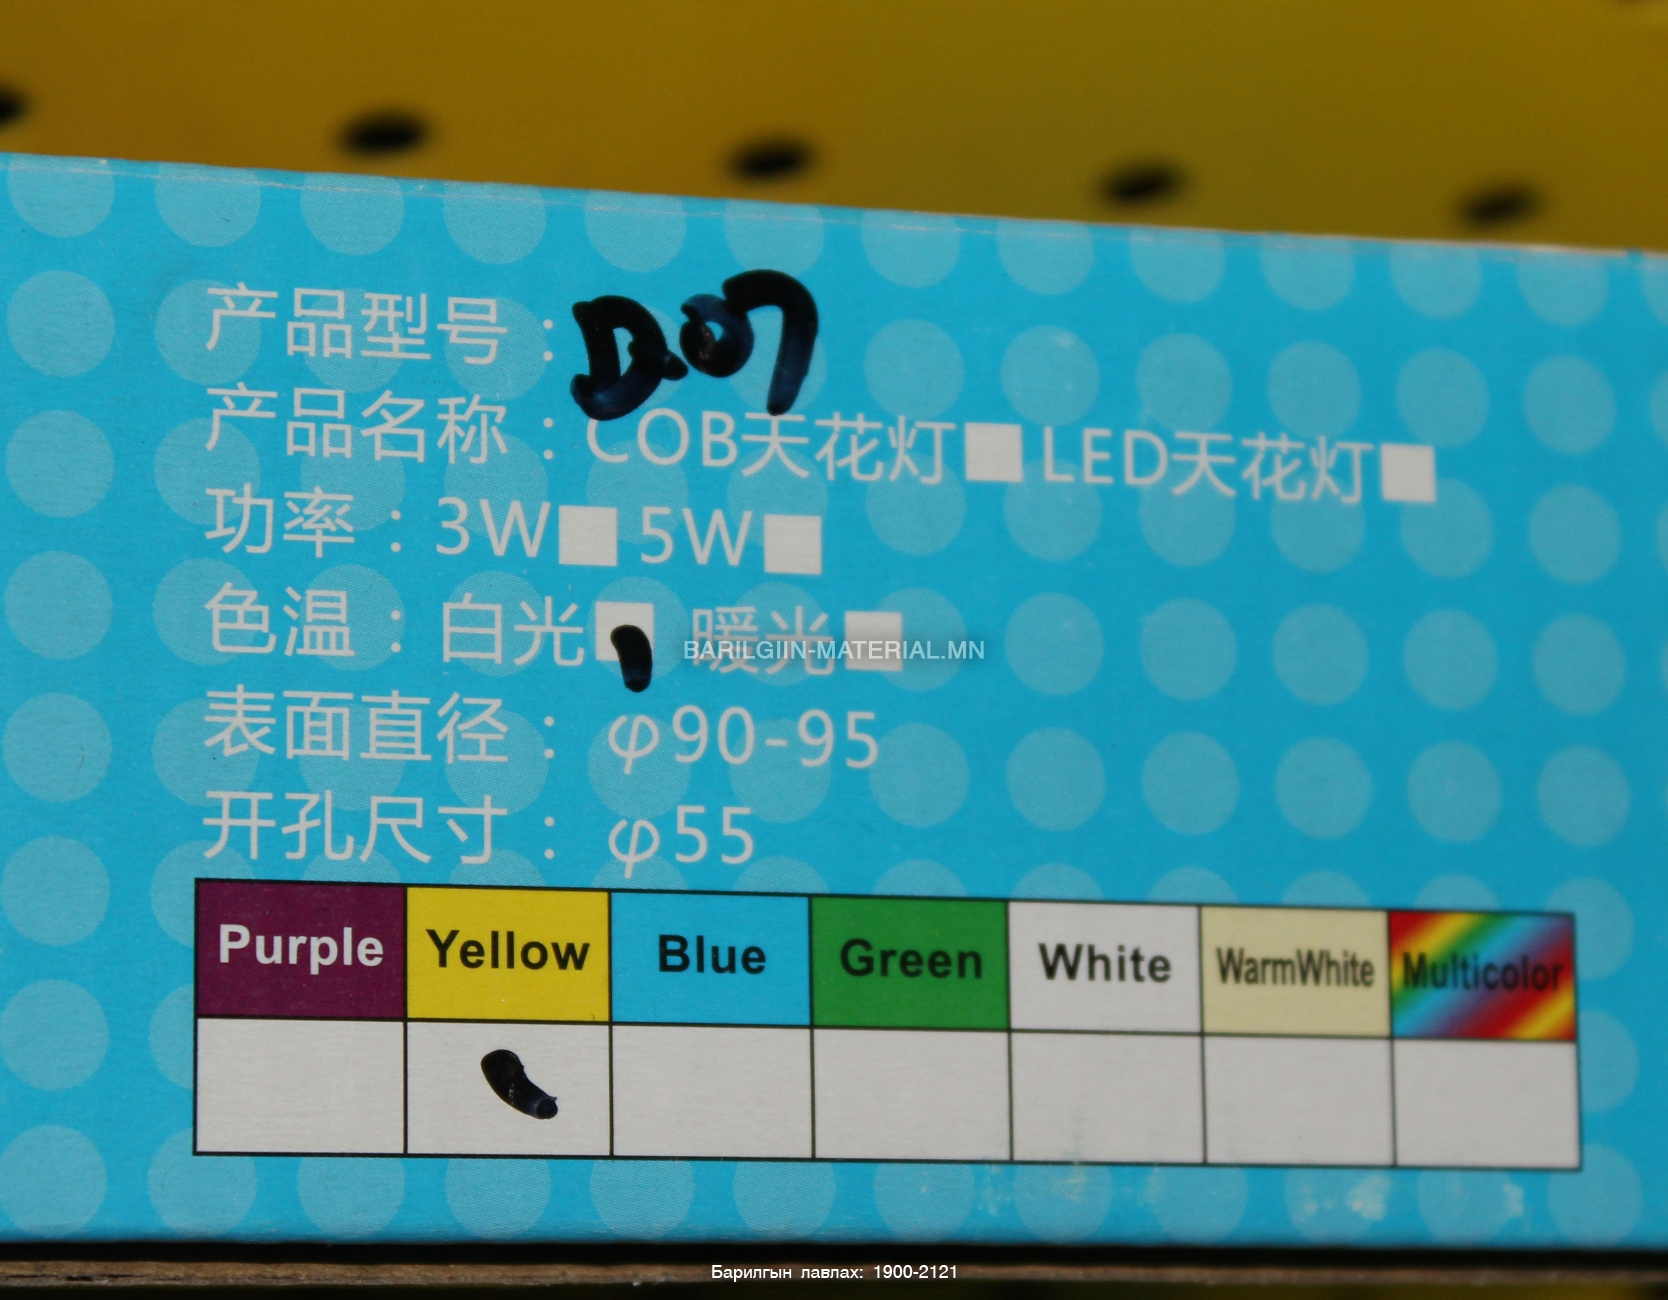 产品型号：D07
产品名称：COB天花灯■ LED天花灯■
功率：3W■ 5W■
色温：白光■ 暖光■
BARILGIIN-MATERIAL.MN
表面直径： φ90-95
开孔尺寸： φ55
Purple Yellow Blue Green White WarmWhite Multicolor
Барилгын лавлах: 1900-2121